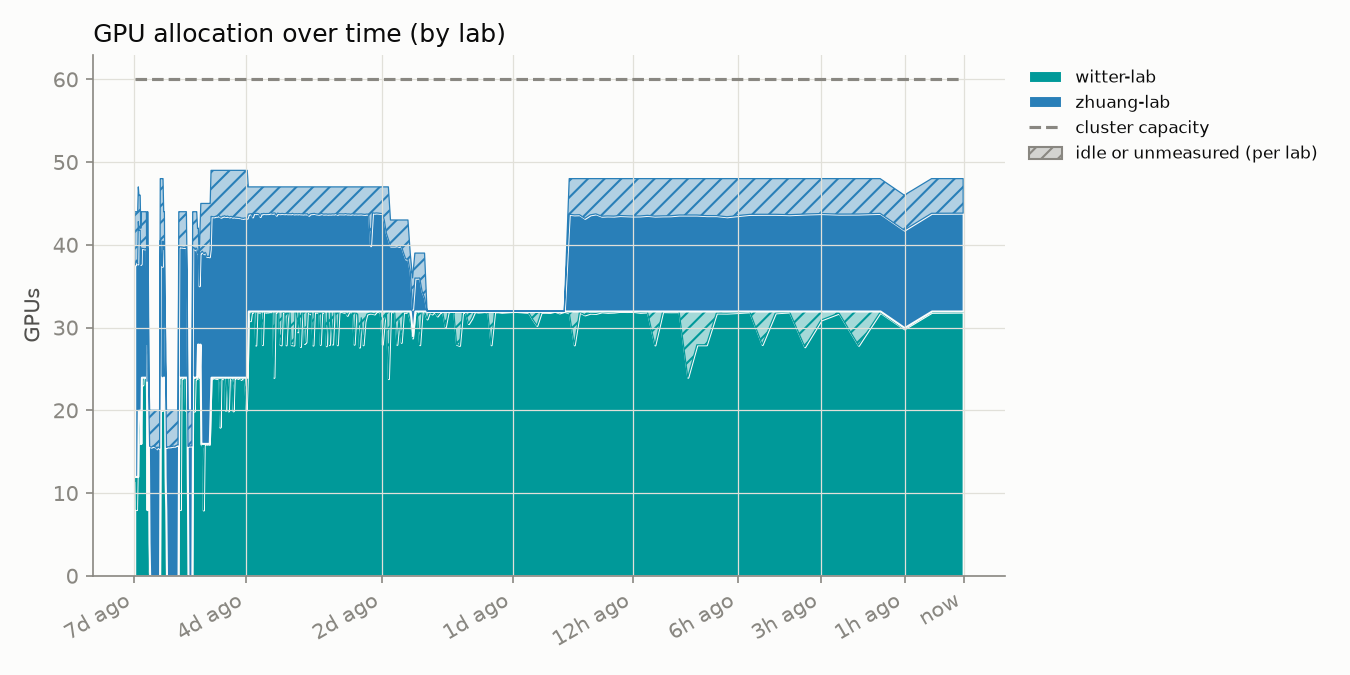 GPU allocation over time (by lab)
witter-lab
zhuang-lab
cluster capacity
idle or unmeasured (per lab)
GPUs
60
50
40
30
20
10
0
7d ago
4d ago
2d ago
1d ago
12h ago
6h ago
3h ago
1h ago
now